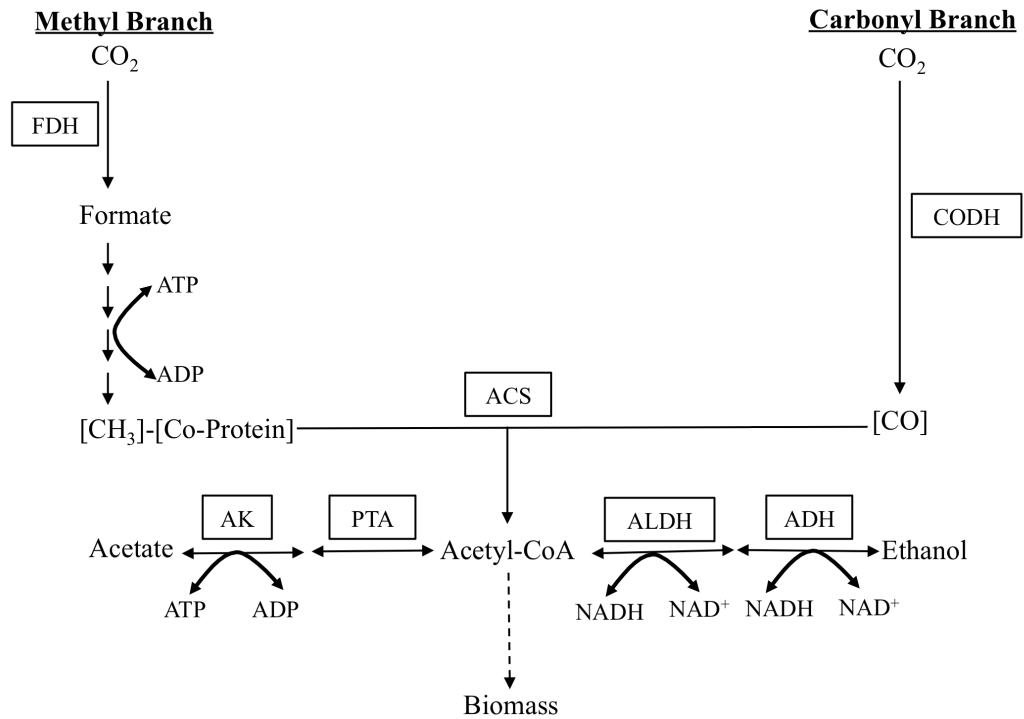 Methyl Branch
Carbonyl Branch
CO₂
CO₂
FDH
Formate
CODH
ATP
ADP
ACS
[CH₃]-[Co-Protein]
[CO]
AK
PTA
ALDH
ADH
Acetate
Acetyl-CoA
Ethanol
ATP
ADP
NADH
NAD⁺
NADH
NAD⁺
Biomass